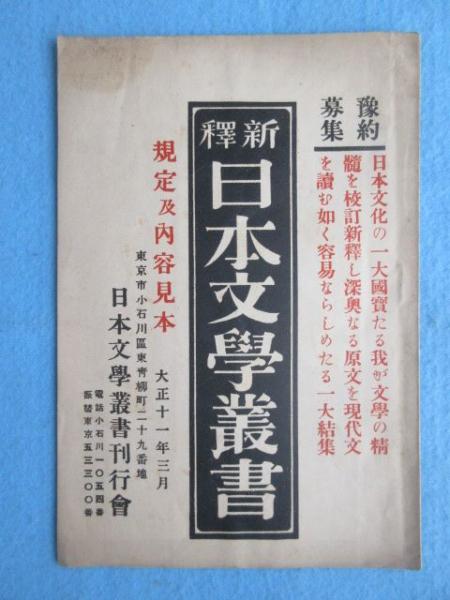 豫約
募集
日本文化の一大國寶たる我が文學の精
髓を校訂新釋し深奥なる原文を現代文
を讀む如く容易ならしめたる一大結集
新釋
日本文學叢書
規定及內容見本
大正十一年三月
東京市小石川區東靑柳町二十九番地
日本文學叢書刊行會
電話小石川一〇五四番
振替東京五三三〇〇番